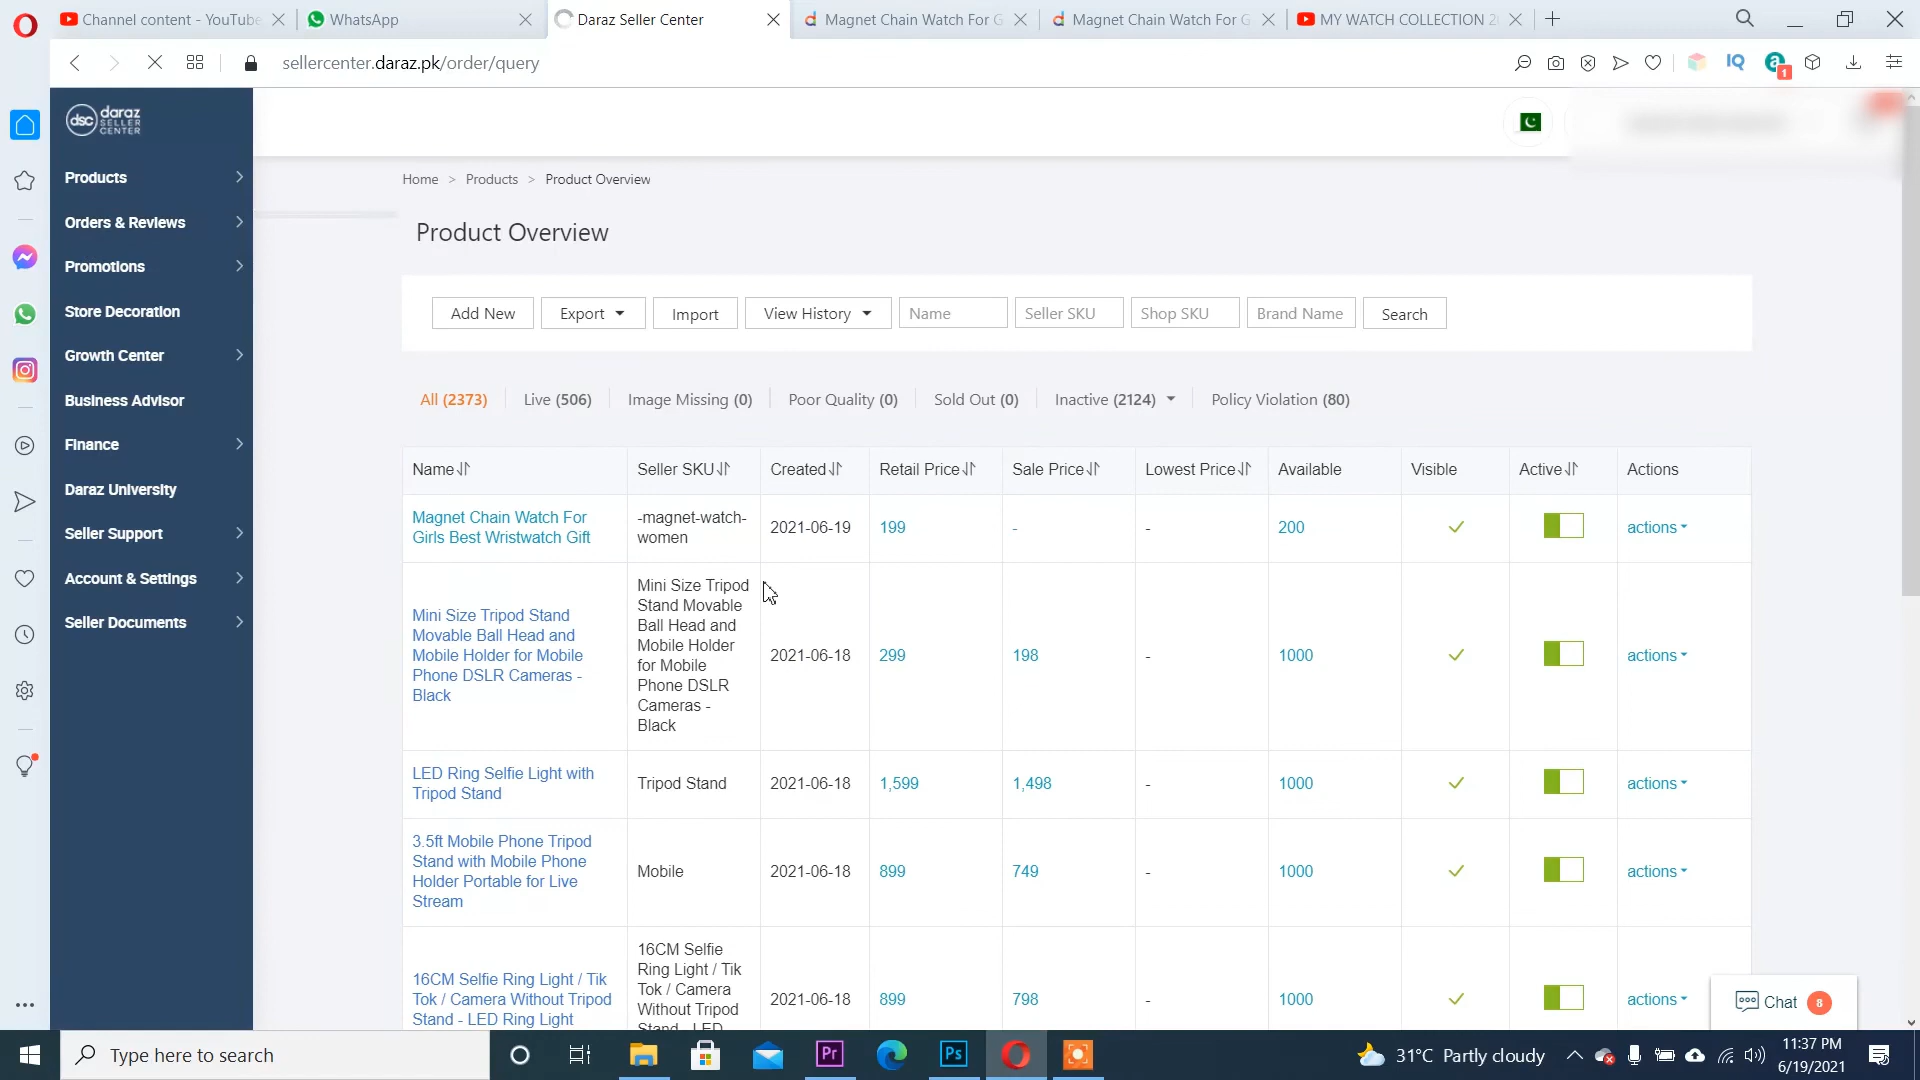 Channel content - YouTube
WhatsApp
Daraz Seller Center
Magnet Chain Watch For G
Magnet Chain Watch For G
MY WATCH COLLECTION 2
sellercenter.daraz.pk/order/query
IQ
a
1
dsc daraz
SELLER
CENTER
Products
Orders & Reviews
Promotions
Store Decoration
Growth Center
Business Advisor
Finance
Daraz University
Seller Support
Account & Settings
Seller Documents
Home > Products > Product Overview
Product Overview
Add New
Export
Import
View History
Name
Seller SKU
Shop SKU
Brand Name
Search
All (2373)
Live (506)
Image Missing (0)
Poor Quality (0)
Sold Out (0)
Inactive (2124)
Policy Violation (80)
Name
Seller SKU
Created
Retail Price
Sale Price
Lowest Price
Available
Visible
Active
Actions
Magnet Chain Watch For
Girls Best Wristwatch Gift
-magnet-watch-
women
2021-06-19
199
-
-
200
actions
Mini Size Tripod Stand
Movable Ball Head and
Mobile Holder for Mobile
Phone DSLR Cameras -
Black
Mini Size Tripod
Stand Movable
Ball Head and
Mobile Holder
for Mobile
Phone DSLR
Cameras -
Black
2021-06-18
299
198
-
1000
actions
LED Ring Selfie Light with
Tripod Stand
Tripod Stand
2021-06-18
1,599
1,498
-
1000
actions
3.5ft Mobile Phone Tripod
Stand with Mobile Phone
Holder Portable for Live
Stream
Mobile
2021-06-18
899
749
-
1000
actions
16CM Selfie Ring Light / Tik
Tok / Camera Without Tripod
Stand - LED Ring Light
16CM Selfie
Ring Light / Tik
Tok / Camera
Without Tripod
Stand - LED
2021-06-18
899
798
-
1000
actions
Chat 8
Type here to search
Pr
Ps
31°C Partly cloudy
11:37 PM
6/19/2021